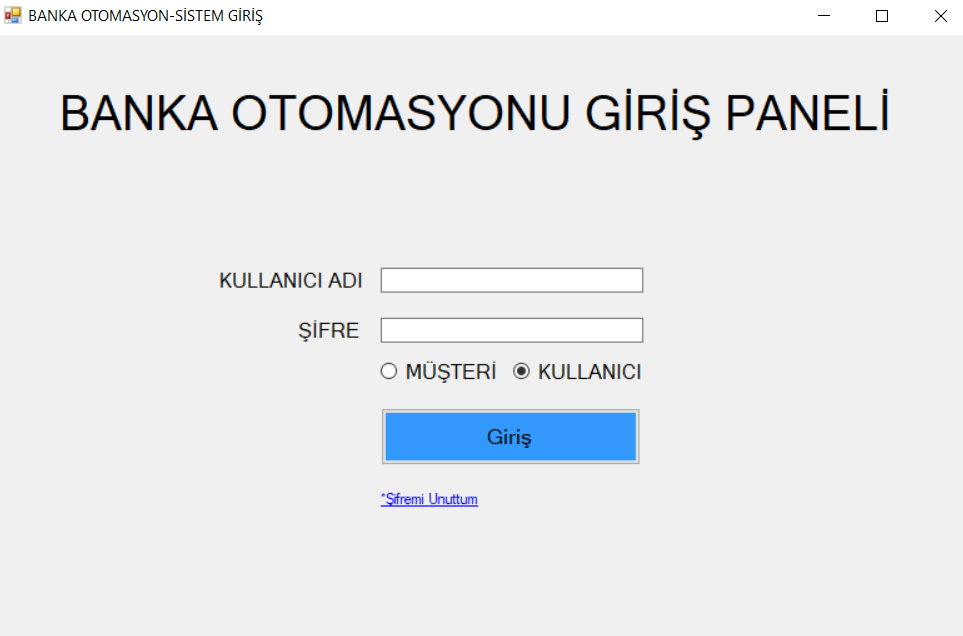 BANKA OTOMASYON-SİSTEM GİRİŞ
BANKA OTOMASYONU GİRİŞ PANELİ
KULLANICI ADI
ŞİFRE
MÜŞTERİ KULLANICI
Giriş
*Şifremi Unuttum